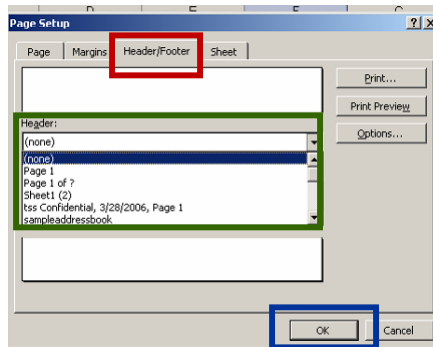 D E F G
Page Setup ? X
Page Margins Header/Footer Sheet
Print...
Print Preview
Header:
Options...
(none)
(none)
Page 1
Page 1 of ?
Sheet1 (2)
tss Confidential, 3/28/2006, Page 1
sampleaddressbook
OK Cancel